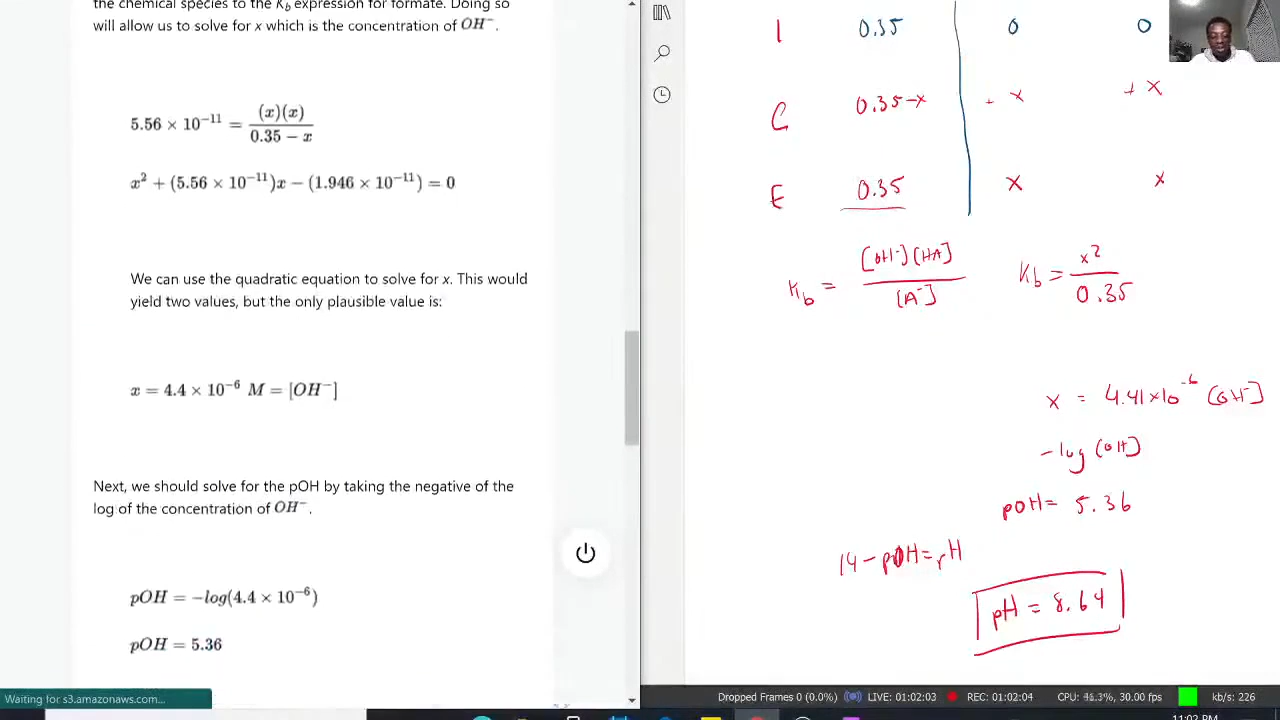 the chemical species to the K_b expression for formate. Doing so
will allow us to solve for x which is the concentration of OH⁻.
5.56 × 10⁻¹¹ = (x)(x) / 0.35 − x
x² + (5.56 × 10⁻¹¹)x − (1.946 × 10⁻¹¹) = 0
We can use the quadratic equation to solve for x. This would
yield two values, but the only plausible value is:
x = 4.4 × 10⁻⁶ M = [OH⁻]
Next, we should solve for the pOH by taking the negative of the
log of the concentration of OH⁻.
pOH = −log(4.4 × 10⁻⁶)
pOH = 5.36
Waiting for s3.amazonaws.com...
I 0.35 0 0
C 0.35-x + x + x
E 0.35 x x
K_b = [OH⁻][HA] / [A⁻] K_b = x² / 0.35
x = 4.41×10⁻⁶ [OH⁻]
-log [OH]
pOH = 5.36
14 - pOH = pH
pH = 8.64
Dropped Frames 0 (0.0%) LIVE: 01:02:03 REC: 01:02:04 CPU: 46.3%, 30.00 fps kb/s: 226
11:02 PM